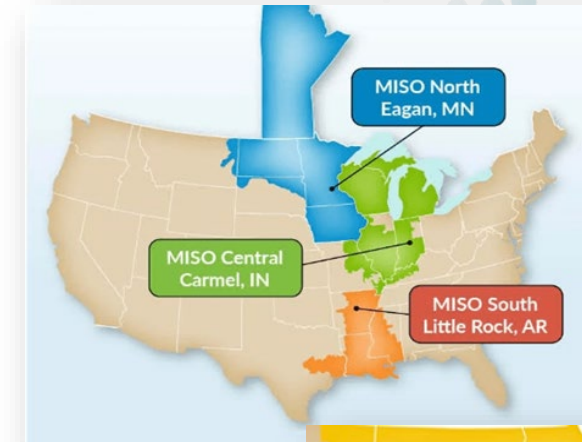 MISO North
Eagan, MN
MISO Central
Carmel, IN
MISO South
Little Rock, AR